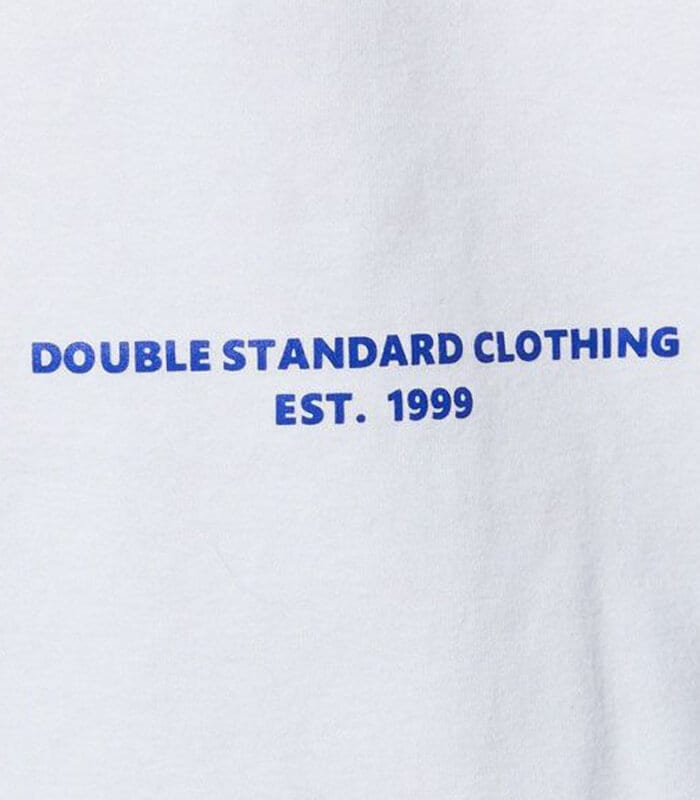 DOUBLE STANDARD CLOTHING
EST. 1999